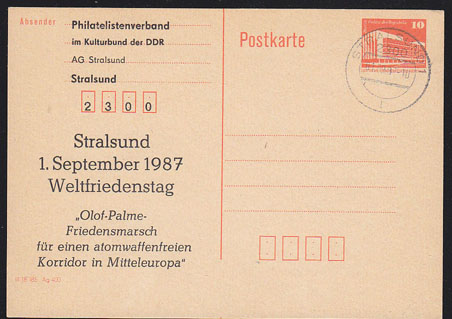 Absender
Philatelistenverband
im Kulturbund der DDR
AG Stralsund
Stralsund
2300
Postkarte
10
Stralsund
1. September 1987
Weltfriedenstag
„Olof-Palme-
Friedensmarsch
für einen atomwaffenfreien
Korridor in Mitteleuropa“